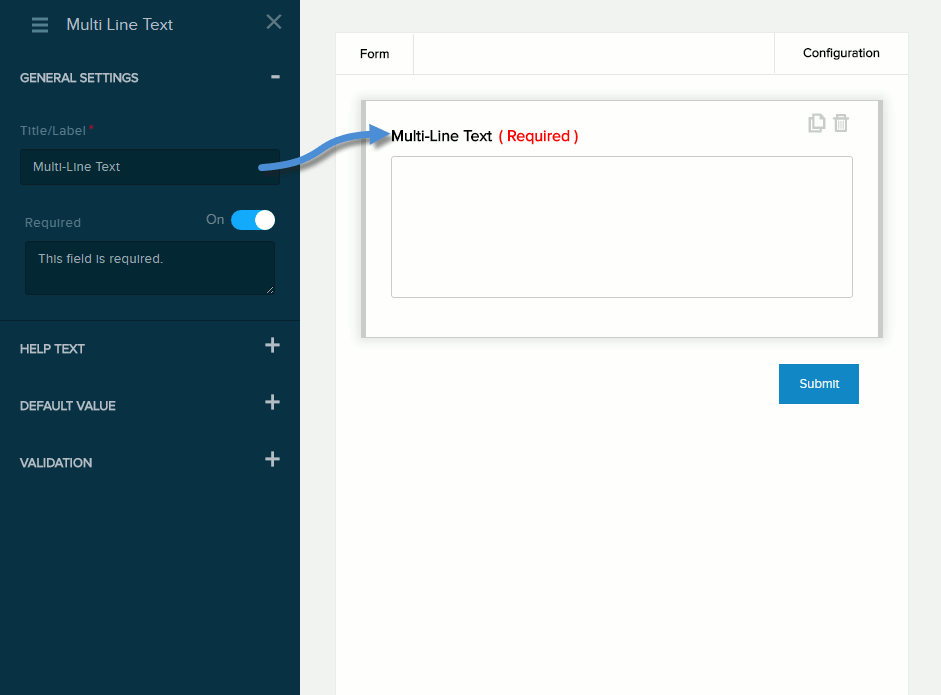 Multi Line Text
GENERAL SETTINGS
Title/Label*
Multi-Line Text
Required On
This field is required.
HELP TEXT
DEFAULT VALUE
VALIDATION
Form
Configuration
Multi-Line Text ( Required )
Submit